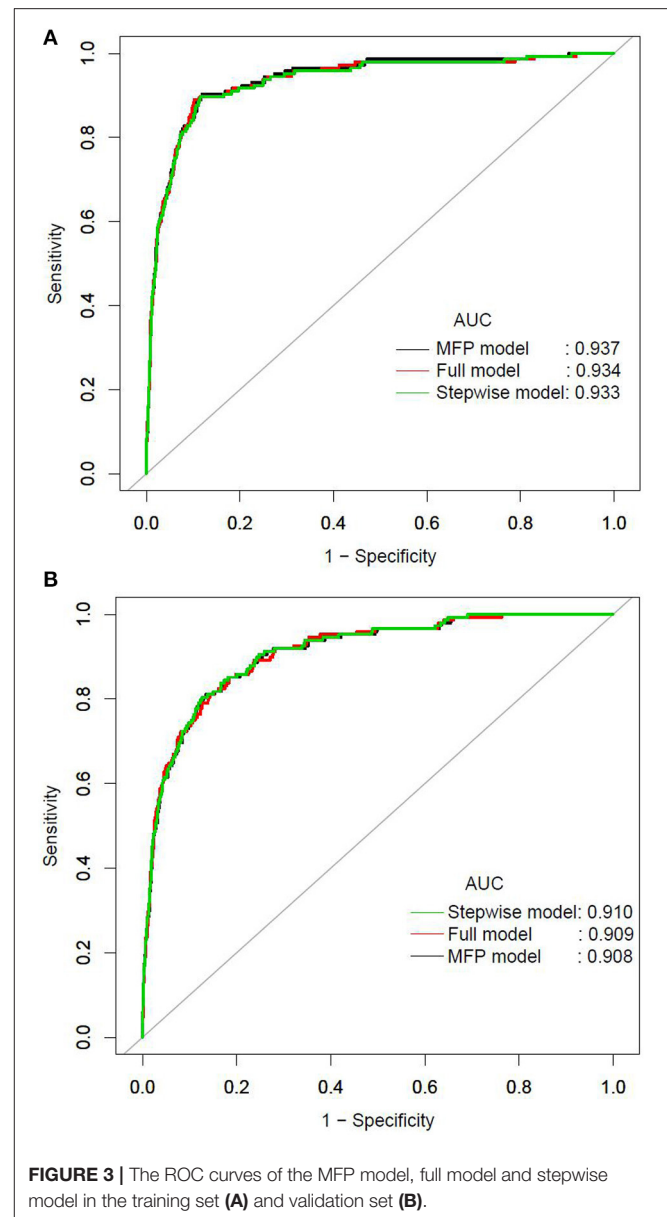 A
1.0
0.8
0.6
0.4
0.2
0.0
Sensitivity
AUC
MFP model : 0.937
Full model : 0.934
Stepwise model: 0.933
0.0 0.2 0.4 0.6 0.8 1.0
1 − Specificity
B
1.0
0.8
0.6
0.4
0.2
0.0
Sensitivity
AUC
Stepwise model: 0.910
Full model : 0.909
MFP model : 0.908
0.0 0.2 0.4 0.6 0.8 1.0
1 − Specificity
FIGURE 3 | The ROC curves of the MFP model, full model and stepwise
model in the training set (A) and validation set (B).